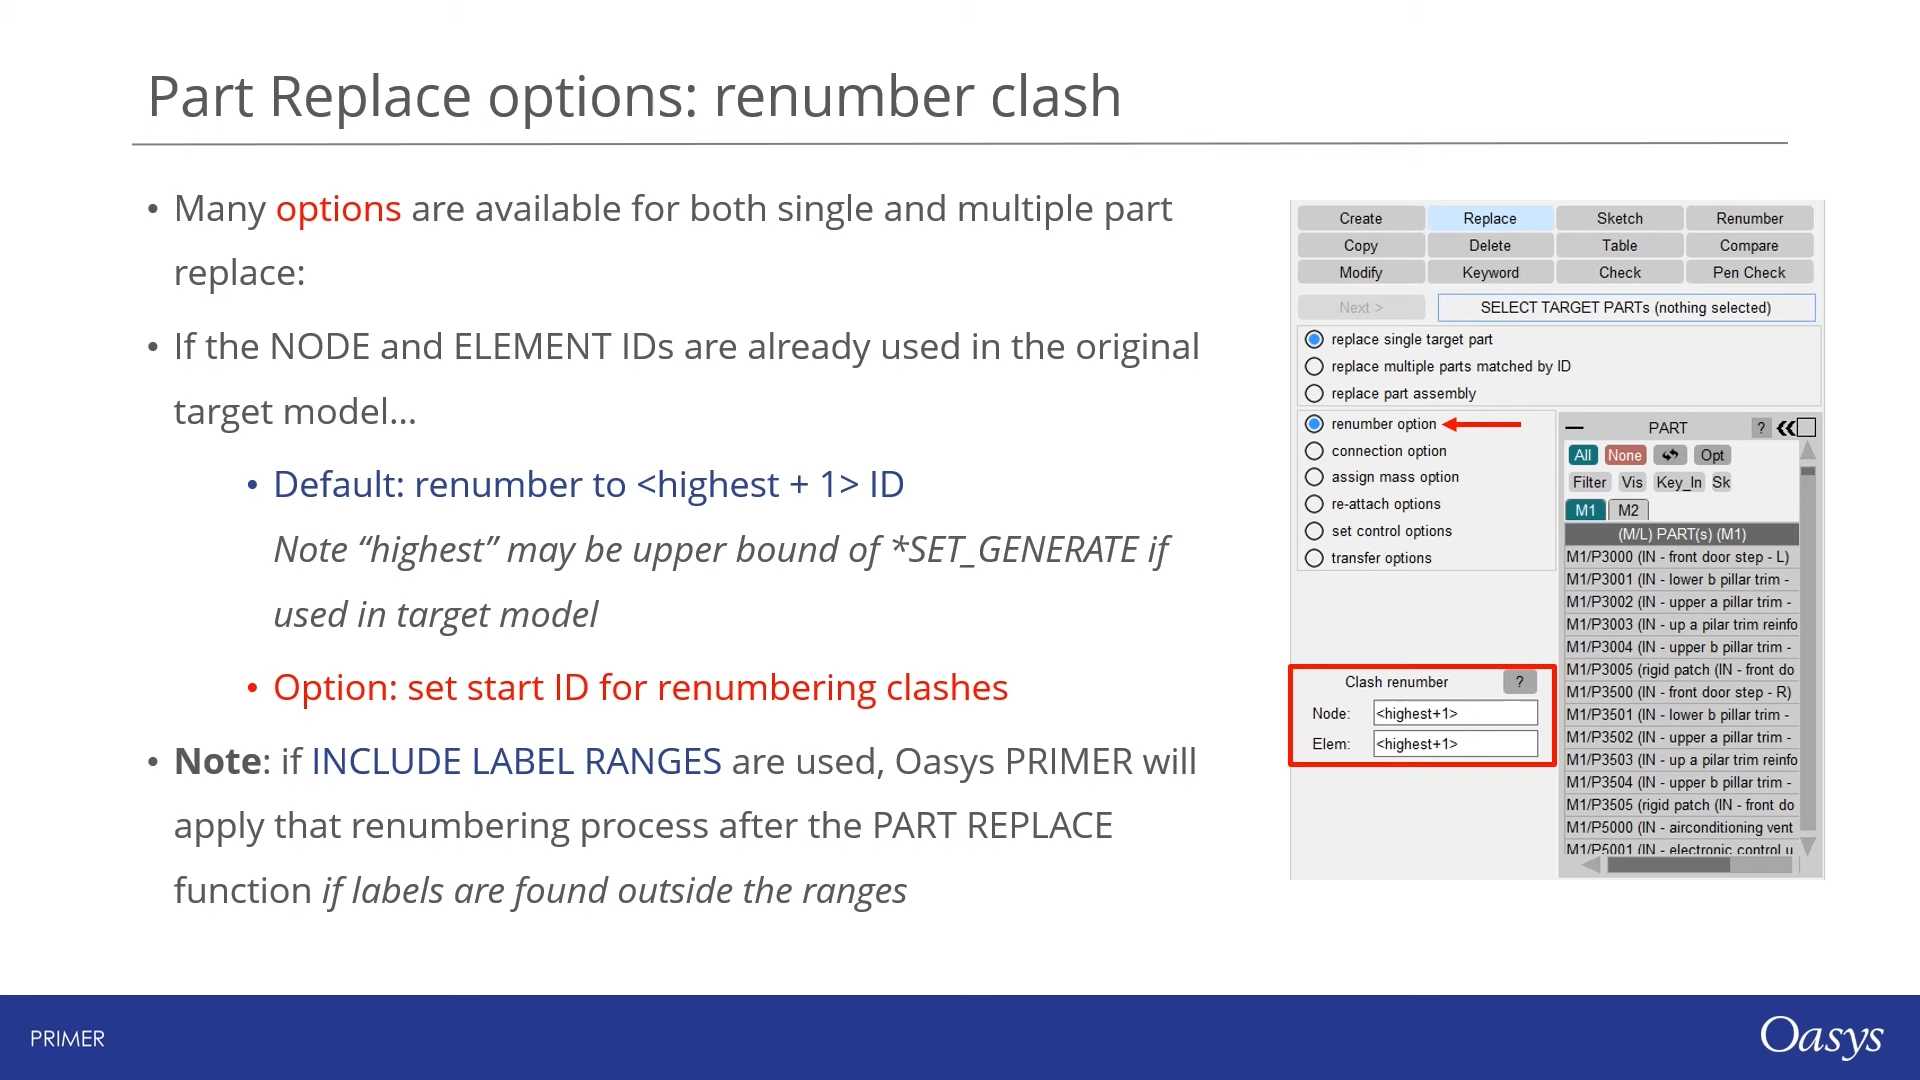 Part Replace options: renumber clash
• Many options are available for both single and multiple part
replace:
• If the NODE and ELEMENT IDs are already used in the original
target model…
• Default: renumber to <highest + 1> ID
Note “highest” may be upper bound of *SET_GENERATE if
used in target model
• Option: set start ID for renumbering clashes
• Note: if INCLUDE LABEL RANGES are used, Oasys PRIMER will
apply that renumbering process after the PART REPLACE
function if labels are found outside the ranges
Create Replace Sketch Renumber
Copy Delete Table Compare
Modify Keyword Check Pen Check
Next > SELECT TARGET PARTs (nothing selected)
replace single target part
replace multiple parts matched by ID
replace part assembly
renumber option
connection option
assign mass option
re-attach options
set control options
transfer options
Clash renumber ?
Node: <highest+1>
Elem: <highest+1>
PART ?
All None Opt
Filter Vis Key_In Sk
M1 M2
(M/L) PART(s) (M1)
M1/P3000 (IN - front door step - L)
M1/P3001 (IN - lower b pillar trim -
M1/P3002 (IN - upper a pillar trim -
M1/P3003 (IN - up a pilar trim reinfo
M1/P3004 (IN - upper b pillar trim -
M1/P3005 (rigid patch (IN - front do
M1/P3500 (IN - front door step - R)
M1/P3501 (IN - lower b pillar trim -
M1/P3502 (IN - upper a pillar trim -
M1/P3503 (IN - up a pilar trim reinfo
M1/P3504 (IN - upper b pillar trim -
M1/P3505 (rigid patch (IN - front do
M1/P5000 (IN - airconditioning vent
M1/P5001 (IN - electronic control u
PRIMER
Oasys